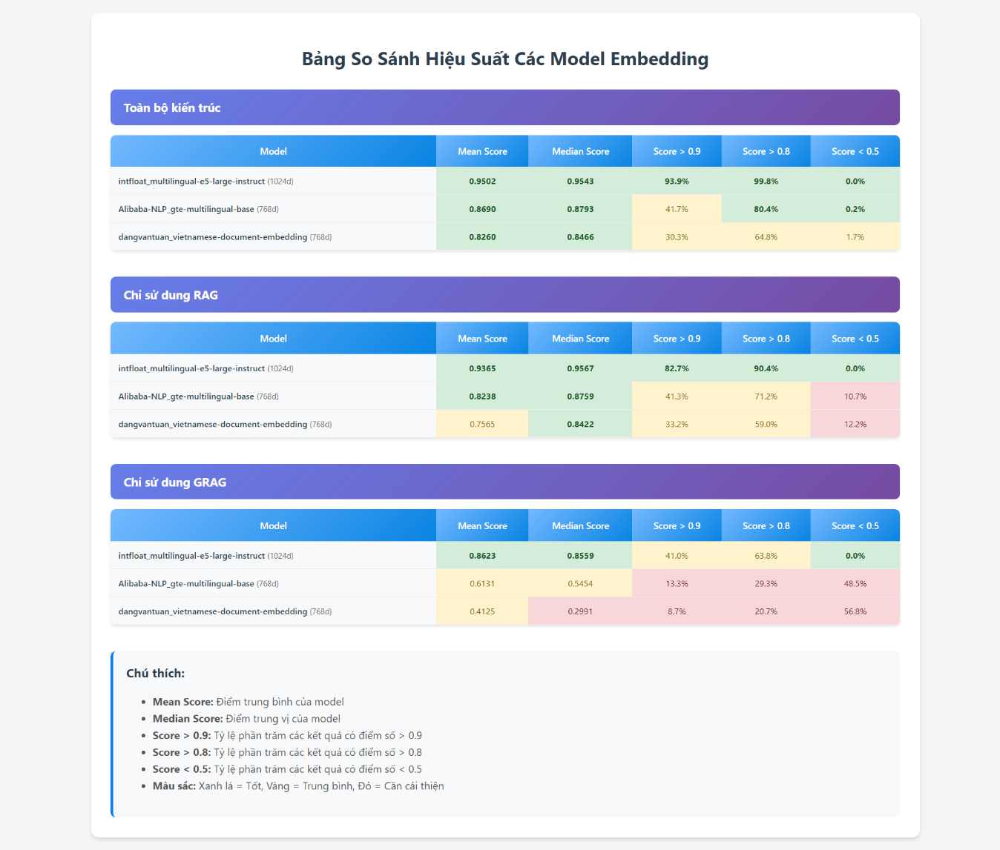 Bảng So Sánh Hiệu Suất Các Model Embedding
Toàn bộ kiến trúc
Model Mean Score Median Score Score > 0.9 Score > 0.8 Score < 0.5
intfloat_multilingual-e5-large-instruct (1024d) 0.9502 0.9543 93.9% 99.8% 0.0%
Alibaba-NLP_gte-multilingual-base (768d) 0.8690 0.8793 41.7% 80.4% 0.2%
dangvantuan_vietnamese-document-embedding (768d) 0.8260 0.8466 30.3% 64.8% 1.7%
Chỉ sử dung RAG
Model Mean Score Median Score Score > 0.9 Score > 0.8 Score < 0.5
intfloat_multilingual-e5-large-instruct (1024d) 0.9365 0.9567 82.7% 90.4% 0.0%
Alibaba-NLP_gte-multilingual-base (768d) 0.8238 0.8759 41.3% 71.2% 10.7%
dangvantuan_vietnamese-document-embedding (768d) 0.7565 0.8422 33.2% 59.0% 12.2%
Chỉ sử dung GRAG
Model Mean Score Median Score Score > 0.9 Score > 0.8 Score < 0.5
intfloat_multilingual-e5-large-instruct (1024d) 0.8623 0.8559 41.0% 63.8% 0.0%
Alibaba-NLP_gte-multilingual-base (768d) 0.6131 0.5454 13.3% 29.3% 48.5%
dangvantuan_vietnamese-document-embedding (768d) 0.4125 0.2991 8.7% 20.7% 56.8%
Chú thích:
• Mean Score: Điểm trung bình của model
• Median Score: Điểm trung vị của model
• Score > 0.9: Tỷ lệ phần trăm các kết quả có điểm số > 0.9
• Score > 0.8: Tỷ lệ phần trăm các kết quả có điểm số > 0.8
• Score < 0.5: Tỷ lệ phần trăm các kết quả có điểm số < 0.5
• Màu sắc: Xanh lá = Tốt, Vàng = Trung bình, Đỏ = Cần cải thiện